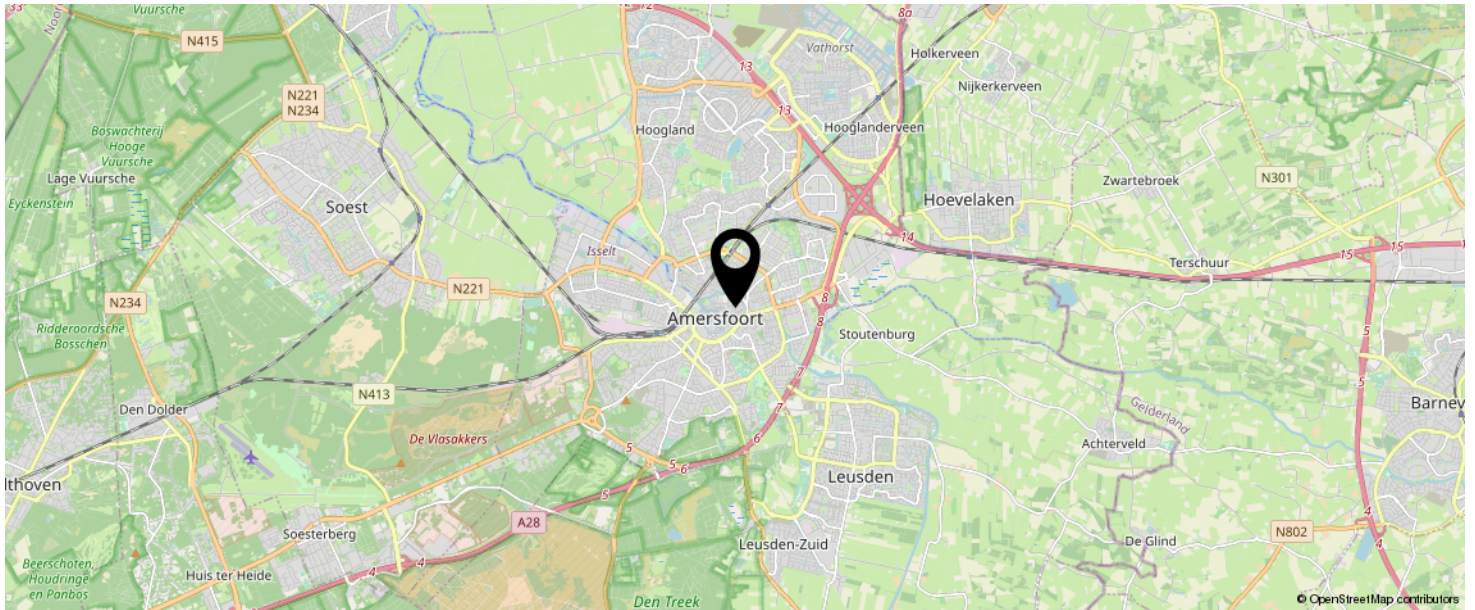 33'
Vuursche
12
8a
N415
13
Vathorst
Holkerveen
Nijkerkerveen
N221
N234
13
Hoogland
Hooglanderveen
Boswachterij
Hooge
Vuursche
Lage Vuursche
Zwartebroek
N301
Eyckenstein
Soest
Hoevelaken
14
Isselt
15
15
Terschuur
N221
N234
8
Amersfoort
8
Stoutenburg
Ridderoordsche
Bosschen
5
7
5
N413
Den Dolder
7
Gelderland
Barnev
De Vlasakkers
5
6
Achterveld
5
6
lthoven
5
Leusden
4
A28
Soesterberg
N802
Leusden-Zuid
De Glind
4
Beerschoten,
Houdringe
en Panbos
4
4
Huis ter Heide
Den Treek
© OpenStreetMap contributors